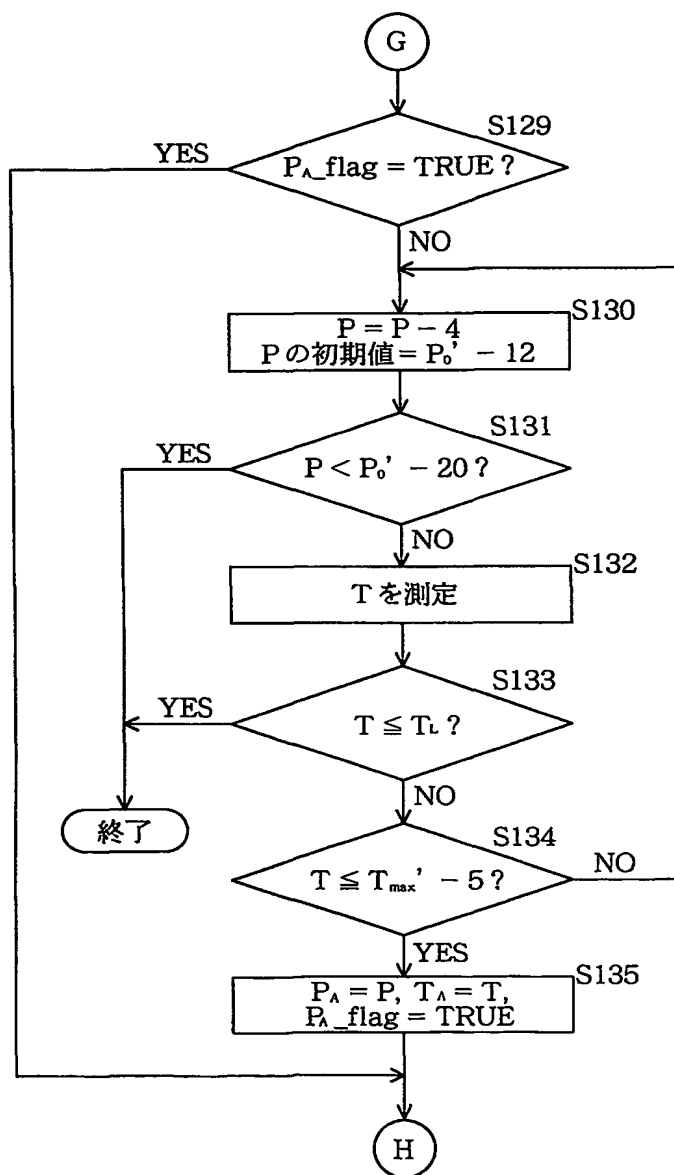 G
S129
YES
P_A_flag = TRUE ?
NO
S130
P = P − 4
Pの初期値 = P₀' − 12
S131
YES
P < P₀' − 20 ?
NO
S132
Tを測定
S133
YES
T ≦ T_L ?
NO
終了
S134
T ≦ T_max' − 5 ?
NO
YES
S135
P_A = P, T_A = T,
P_A_flag = TRUE
H